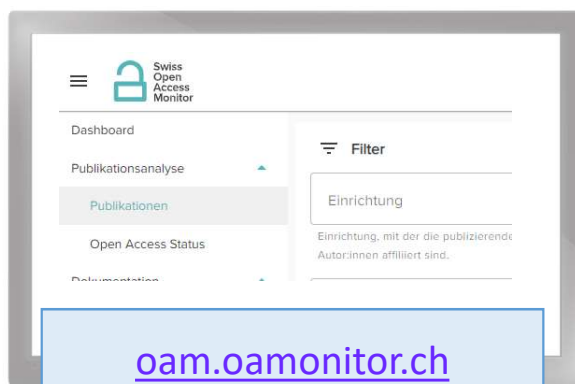 Swiss
Open
Access
Monitor
Dashboard
Publikationsanalyse
Publikationen
Open Access Status
Dokumentation
Filter
Einrichtung
Einrichtung, mit der die publizierende
Autor:innen affiliiert sind.
oam.oamonitor.ch